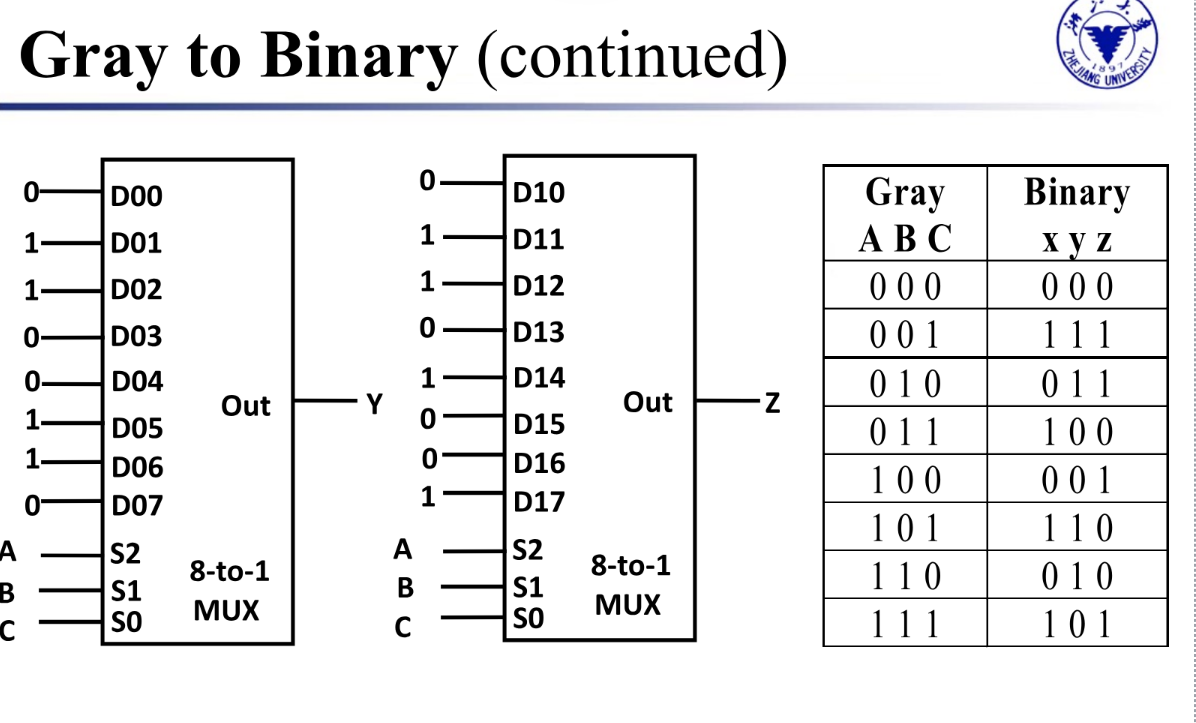 Gray to Binary (continued)
浙江大學
ZHEJIANG UNIVERSITY
1897
0 D00
1 D01
1 D02
0 D03
0 D04
1 D05
1 D06
0 D07
A S2
B S1
C S0
Out Y
8-to-1
MUX
0 D10
1 D11
1 D12
0 D13
1 D14
0 D15
0 D16
1 D17
A S2
B S1
C S0
Out Z
8-to-1
MUX
Gray Binary
A B C x y z
0 0 0 0 0 0
0 0 1 1 1 1
0 1 0 0 1 1
0 1 1 1 0 0
1 0 0 0 0 1
1 0 1 1 1 0
1 1 0 0 1 0
1 1 1 1 0 1